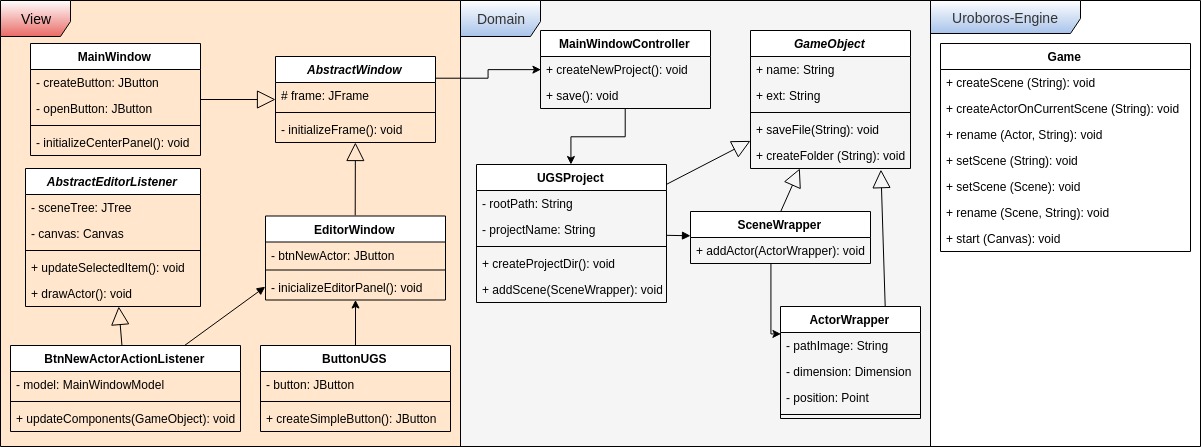 View
MainWindow
- createButton: JButton
- openButton: JButton
- initializeCenterPanel(): void
AbstractWindow
# frame: JFrame
- initializeFrame(): void
AbstractEditorListener
- sceneTree: JTree
- canvas: Canvas
+ updateSelectedItem(): void
+ drawActor(): void
EditorWindow
- btnNewActor: JButton
- inicializeEditorPanel(): void
BtnNewActorActionListener
- model: MainWindowModel
+ updateComponents(GameObject): void
ButtonUGS
- button: JButton
+ createSimpleButton(): JButton
Domain
MainWindowController
+ createNewProject(): void
+ save(): void
GameObject
+ name: String
+ ext: String
+ saveFile(String): void
+ createFolder (String): void
UGSProject
- rootPath: String
- projectName: String
+ createProjectDir(): void
+ addScene(SceneWrapper): void
SceneWrapper
+ addActor(ActorWrapper): void
ActorWrapper
- pathImage: String
- dimension: Dimension
- position: Point
Uroboros-Engine
Game
+ createScene (String): void
+ createActorOnCurrentScene (String): void
+ rename (Actor, String): void
+ setScene (String): void
+ setScene (Scene): void
+ rename (Scene, String): void
+ start (Canvas): void